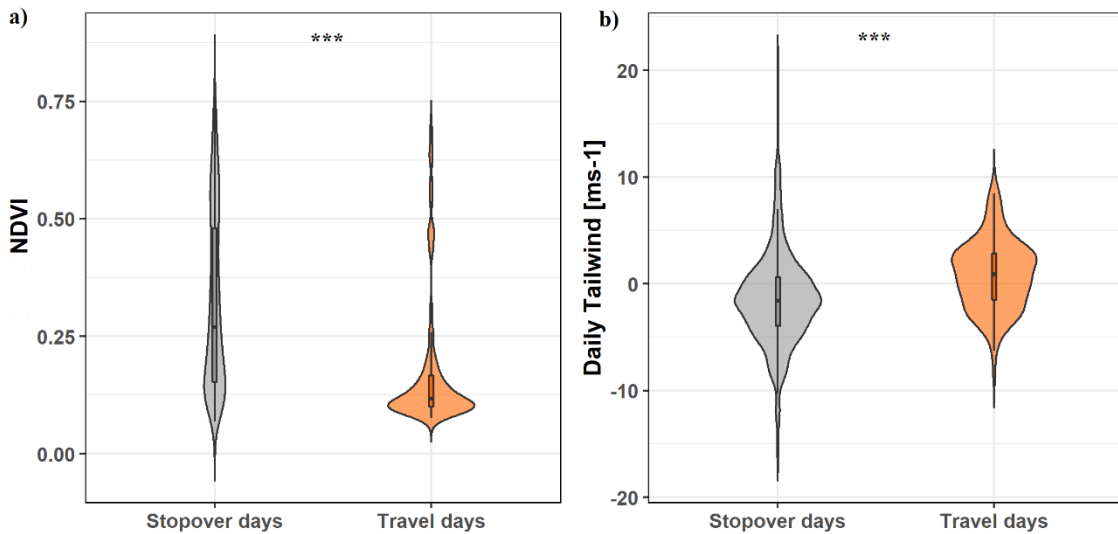 a)
***
NDVI
0.75
0.50
0.25
0.00
Stopover days
Travel days
b)
***
Daily Tailwind [ms-1]
20
10
0
-10
-20
Stopover days
Travel days